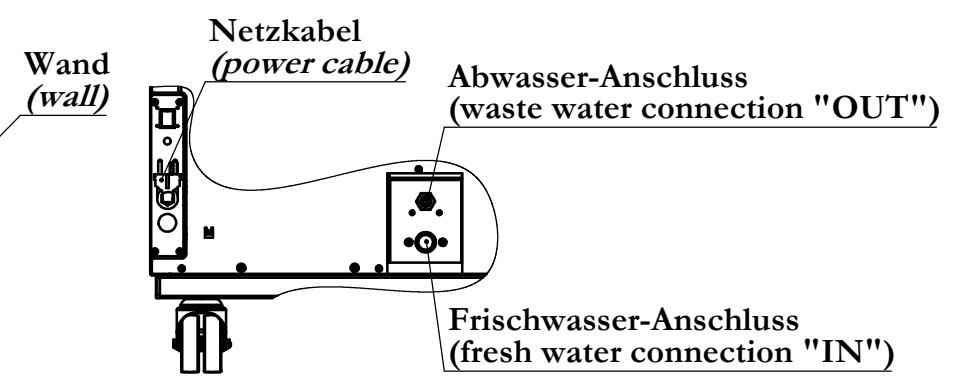 Netzkabel
(power cable)
Wand
(wall)
Abwasser-Anschluss
(waste water connection "OUT")
Frischwasser-Anschluss
(fresh water connection "IN")